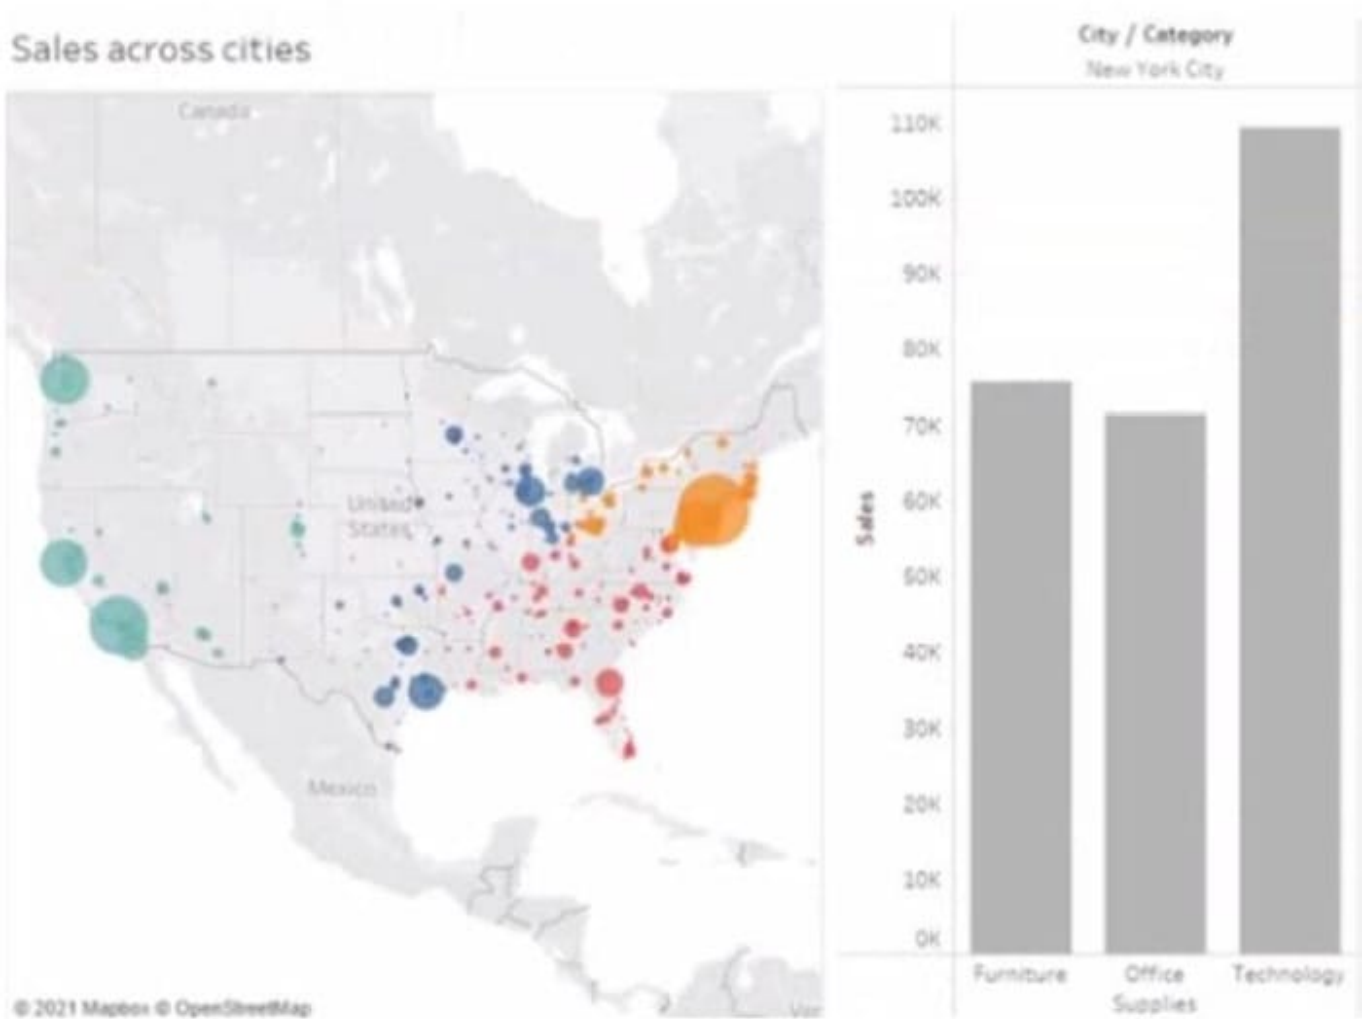 Sales across cities
Canada
United
States
Mexico
© 2021 Mapbox © OpenStreetMap
Ver
City / Category
New York City
Sales
110K
100K
90K
80K
70K
60K
50K
40K
30K
20K
10K
0K
Furniture
Office
Supplies
Technology